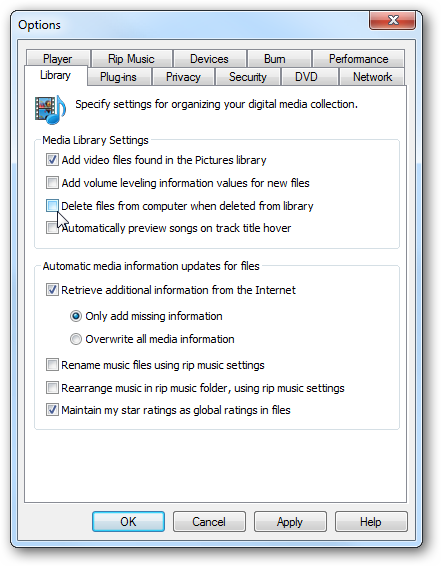 Options
Player Rip Music Devices Burn Performance
Library Plug-ins Privacy Security DVD Network
Specify settings for organizing your digital media collection.
Media Library Settings
Add video files found in the Pictures library
Add volume leveling information values for new files
Delete files from computer when deleted from library
Automatically preview songs on track title hover
Automatic media information updates for files
Retrieve additional information from the Internet
Only add missing information
Overwrite all media information
Rename music files using rip music settings
Rearrange music in rip music folder, using rip music settings
Maintain my star ratings as global ratings in files
OK Cancel Apply Help